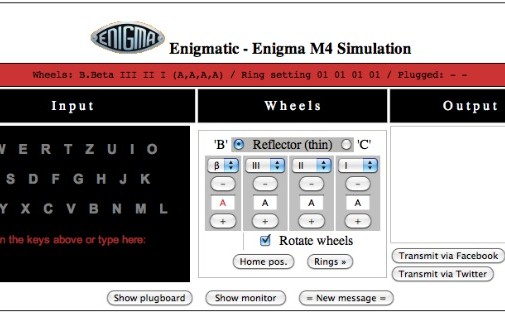 ENIGMA
Enigmatic - Enigma M4 Simulation
Wheels: B.Beta III II I (A,A,A,A) / Ring setting 01 01 01 01 / Plugged: - -
Input Wheels Output
W E R T Z U I O
S D F G H J K
Y X C V B N M L
n the keys above or type here:
'B' Reflector (thin) 'C'
β III II I
- - - -
A A A A
+ + + +
Rotate wheels
Home pos. Rings »
Transmit via Facebook
Transmit via Twitter
Show plugboard Show monitor = New message =